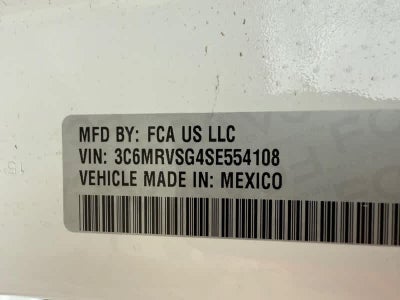 MFD BY: FCA US LLC
VIN: 3C6MRVSG4SE554108
VEHICLE MADE IN: MEXICO